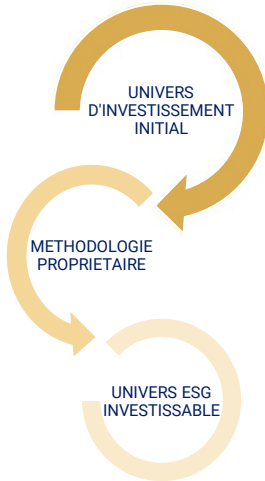 UNIVERS
D'INVESTISSEMENT
INITIAL
METHODOLOGIE
PROPRIETAIRE
UNIVERS ESG
INVESTISSABLE